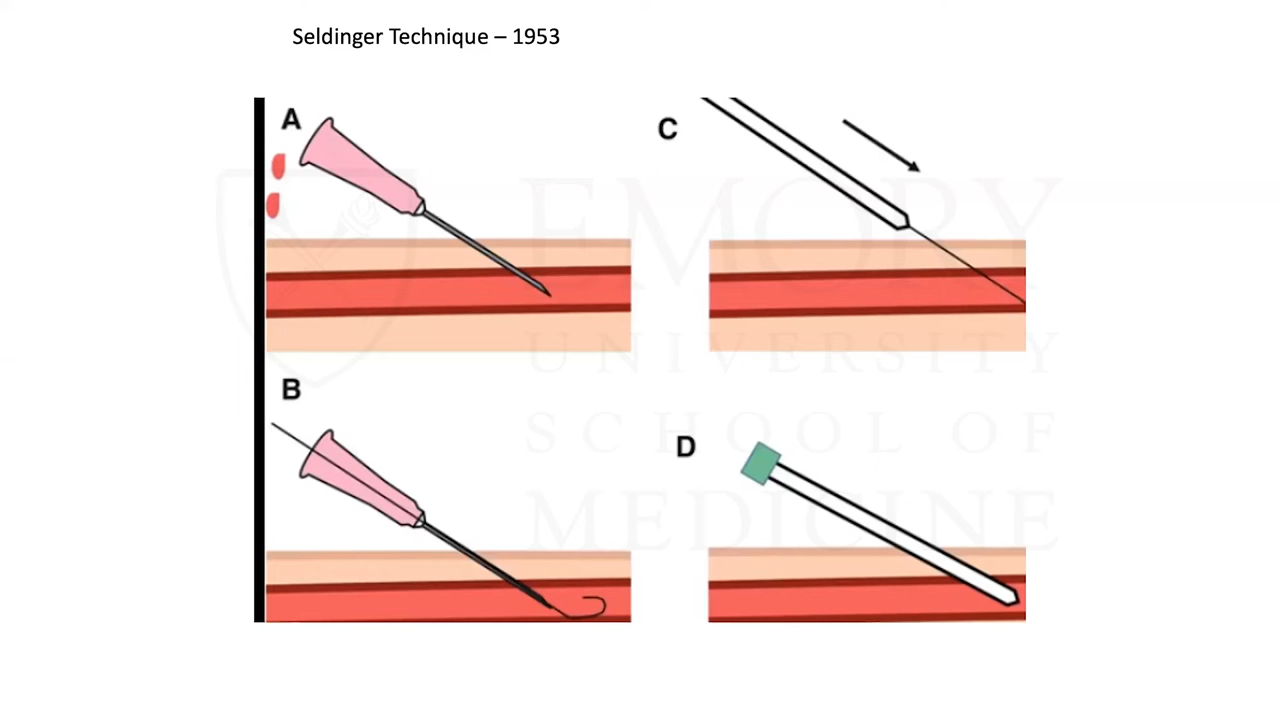 Seldinger Technique – 1953
A
C
B
D
EMORY
UNIVERSITY
SCHOOL OF
MEDICINE